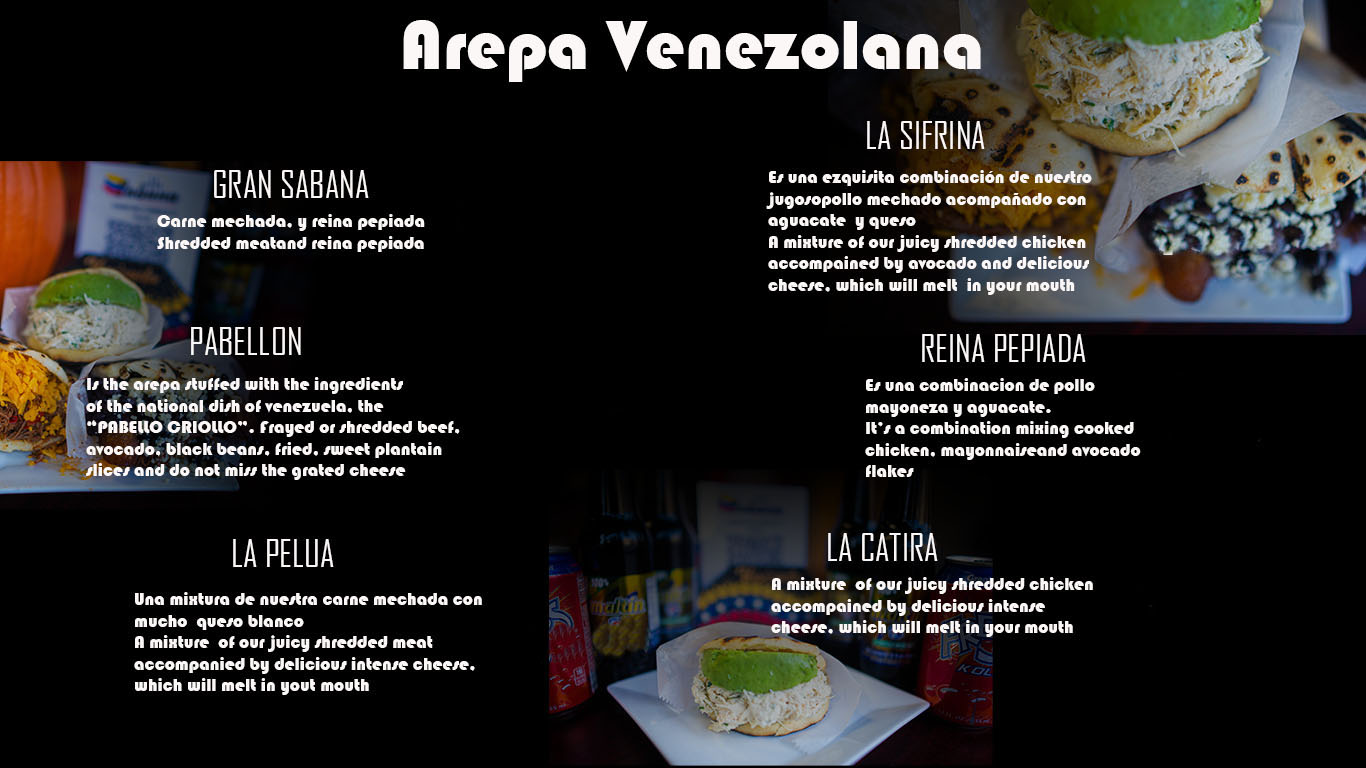 Arepa Venezolana
GRAN SABANA
Carne mechada, y reina pepiada
Shredded meatand reina pepiada
PABELLON
Is the arepa stuffed with the ingredients
of the national dish of venezuela, the
“PABELLO CRIOLLO”. Frayed or shredded beef,
avocado, black beans, fried, sweet plantain
slices and do not miss the grated cheese
LA PELUA
Una mixtura de nuestra carne mechada con
mucho queso blanco
A mixture of our juicy shredded meat
accompanied by delicious intense cheese,
which will melt in yout mouth
LA SIFRINA
Es una ezquisita combinación de nuestro
jugosopollo mechado acompañado con
aguacate y queso
A mixture of our juicy shredded chicken
accompained by avocado and delicious
cheese, which will melt in your mouth
REINA PEPIADA
Es una combinacion de pollo
mayoneza y aguacate.
It's a combination mixing cooked
chicken, mayonnaiseand avocado
flakes
LA CATIRA
A mixture of our juicy shredded chicken
accompained by delicious intense
cheese, which will melt in your mouth